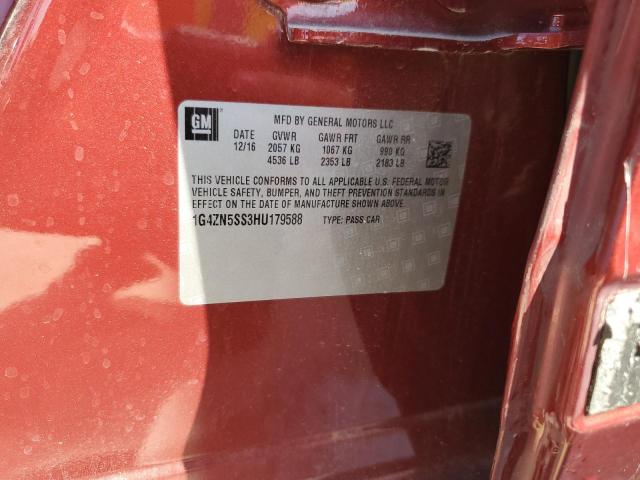 GM
MFD BY GENERAL MOTORS LLC
DATE GVWR GAWR FRT GAWR RR
12/16 2057 KG 1067 KG 990 KG
4536 LB 2353 LB 2183 LB
THIS VEHICLE CONFORMS TO ALL APPLICABLE U.S. FEDERAL MOTOR
VEHICLE SAFETY, BUMPER, AND THEFT PREVENTION STANDARDS IN
EFFECT ON THE DATE OF MANUFACTURE SHOWN ABOVE.
1G4ZN5SS3HU179588 TYPE: PASS CAR